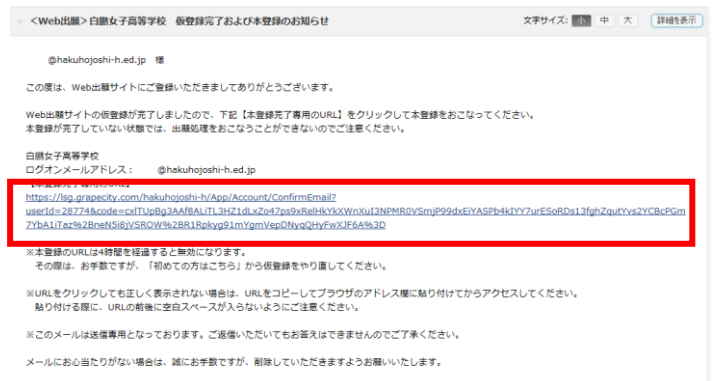 <Web出願>白鵬女子高等学校 仮登録完了および本登録のお知らせ 文字サイズ: 小 中 大 詳細を表示
@hakuhojoshi-h.ed.jp 様
この度は、Web出願サイトにご登録いただきましてありがとうございます。
Web出願サイトの仮登録が完了しましたので、下記【本登録完了専用のURL】をクリックして本登録をおこなってください。
本登録が完了していない状態では、出願処理をおこなうことができないのでご注意ください。
白鵬女子高等学校
ログオンメールアドレス: @hakuhojoshi-h.ed.jp
【本登録完了専用のURL】
https://lsg.grapecity.com/hakuhojoshi-h/App/Account/ConfirmEmail?
userId=28774&code=cxlTUpBg3AAf8ALiTL3HZ1dLxZo47ps9xRelHkYkXWnXuI3NPMR0VSmjP99dxEiYASPb4kIYY7urESoRDs13fghZqutYvs2YCBcPGm
7YbA1iTaz%2BneN5i8jVSROW%2BR1Rpkyg91mYgmVepDNyqQHyFwXJF6A%3D
※本登録のURLは4時間を経過すると無効になります。
その際は、お手数ですが、「初めての方はこちら」から仮登録をやり直してください。
※URLをクリックしても正しく表示されない場合は、URLをコピーしてブラウザのアドレス欄に貼り付けてからアクセスしてください。
貼り付ける際に、URLの前後に空白スペースが入らないようにご注意ください。
※このメールは送信専用となっております。ご返信いただいてもお答えはできませんのでご了承ください。
メールにお心当たりがない場合は、誠にお手数ですが、削除していただきますようお願いいたします。